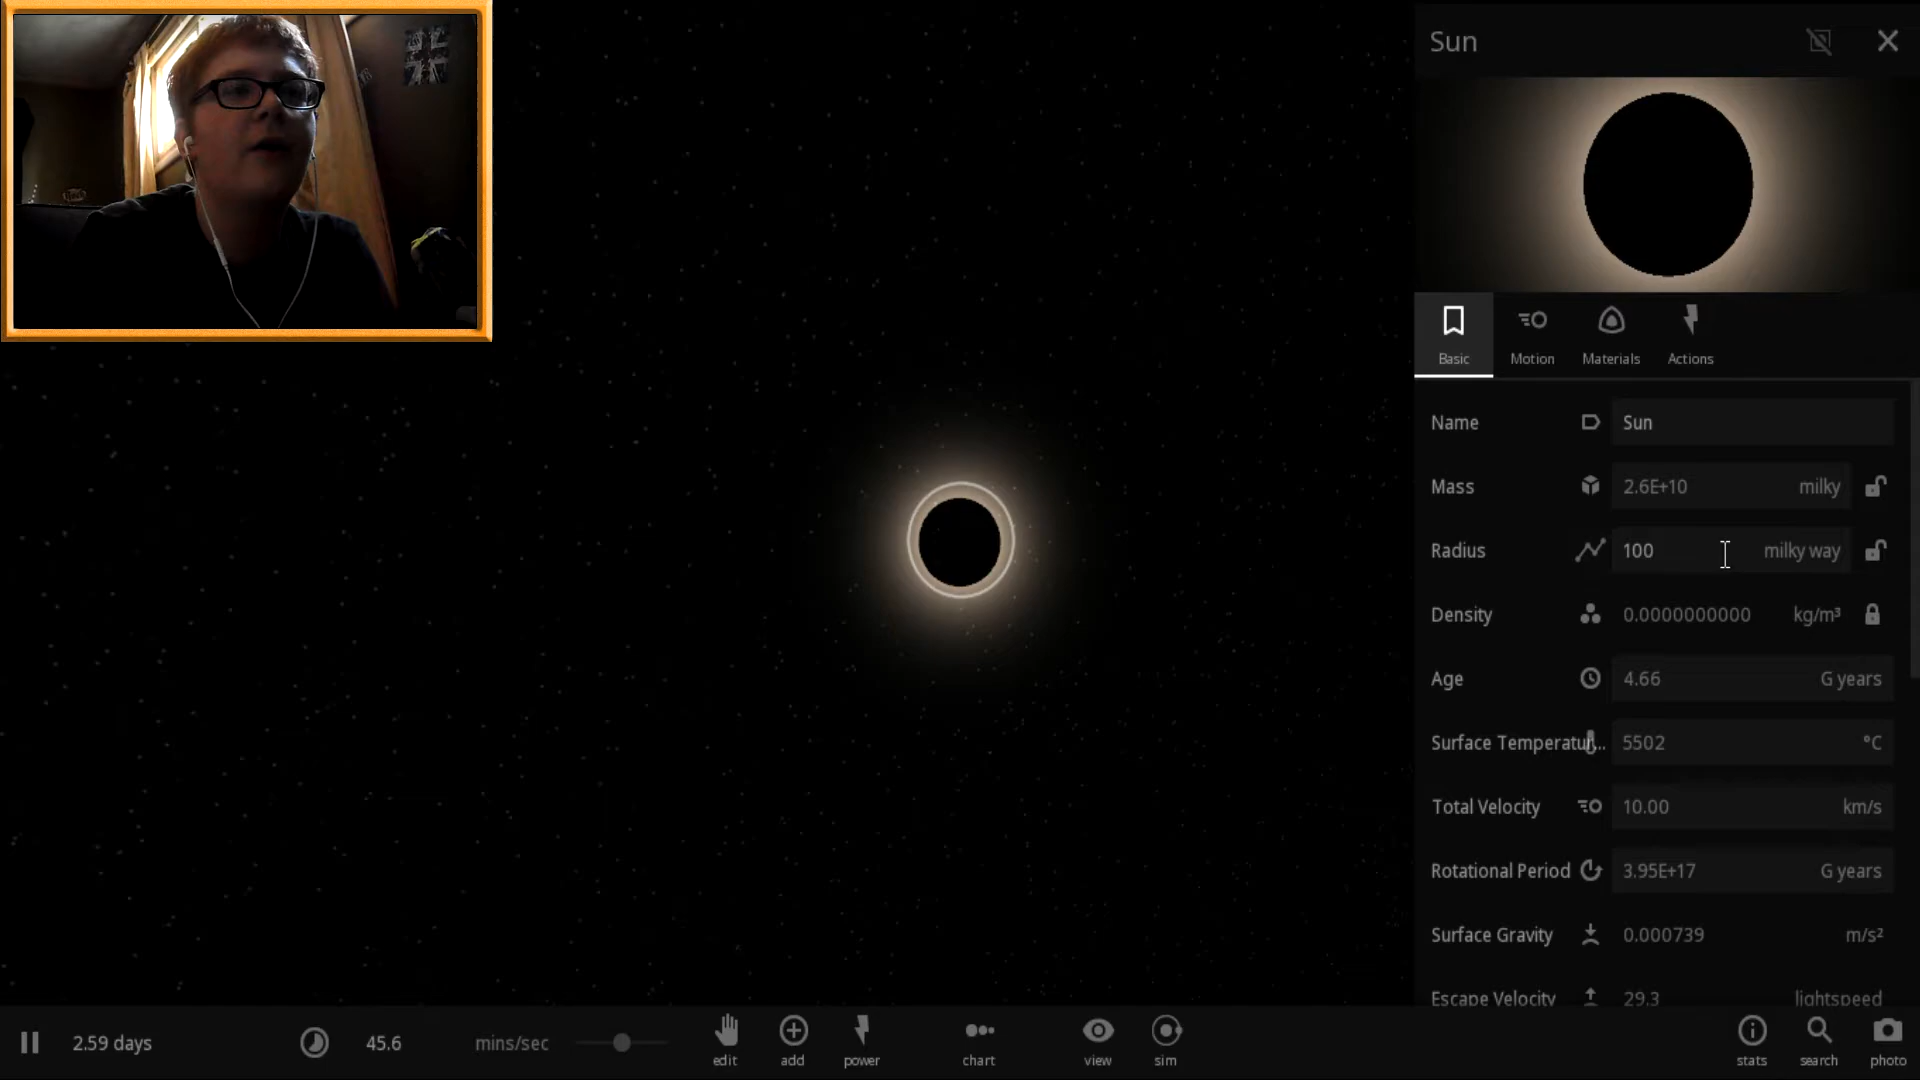 Sun
Basic
Motion
Materials
Actions
Name Sun
Mass 2.6E+10 milky
Radius 100 milky way
Density 0.0000000000 kg/m³
Age 4.66 G years
Surface Temperatur... 5502 °C
Total Velocity 10.00 km/s
Rotational Period 3.95E+17 G years
Surface Gravity 0.000739 m/s²
Escape Velocity 29.3 lightspeed
2.59 days
45.6 mins/sec
edit
add
power
chart
view
sim
stats
search
photo